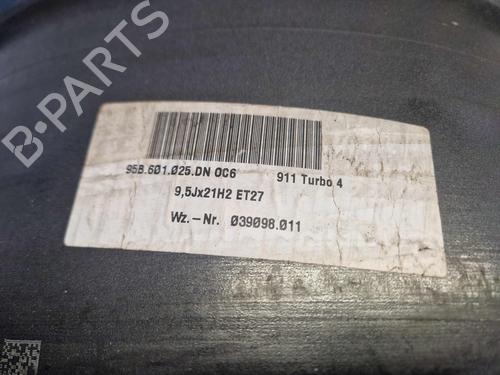 B-PARTS
95B.601.025.DN OC6 911 Turbo 4
9,5Jx21H2 ET27
Wz.-Nr. 039098.011